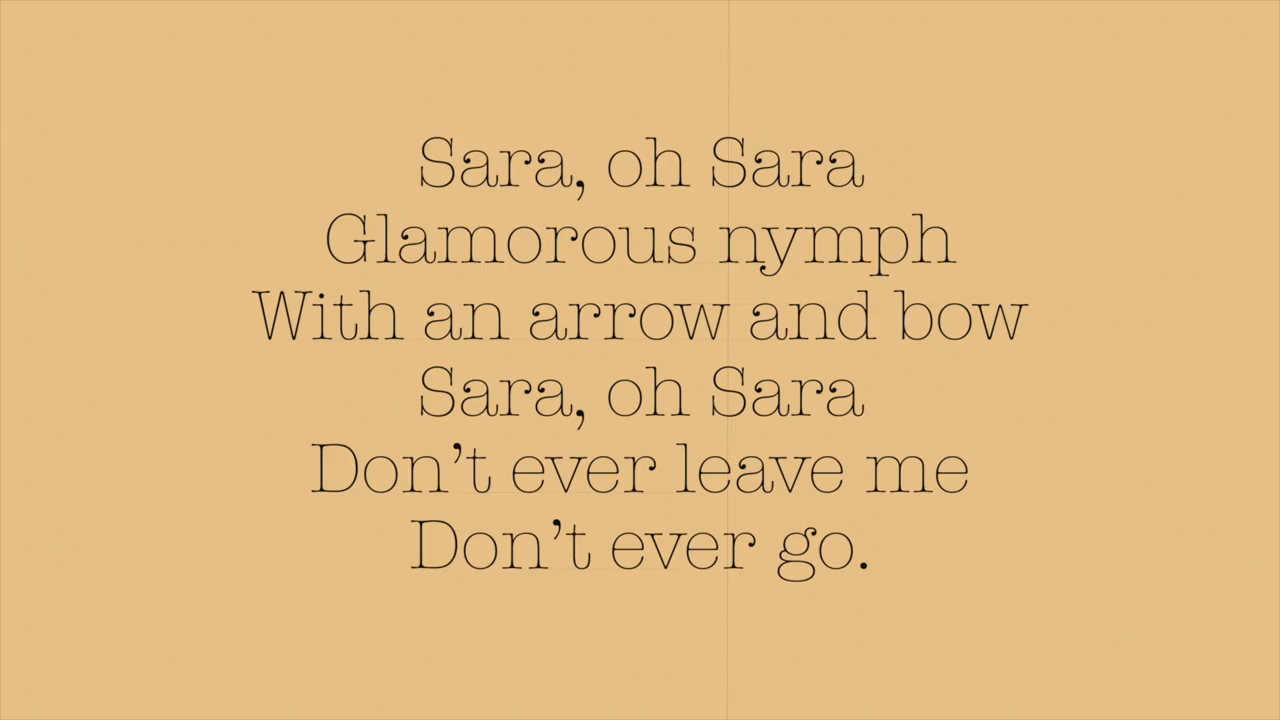 Sara, oh Sara
Glamorous nymph
With an arrow and bow
Sara, oh Sara
Don’t ever leave me
Don’t ever go.